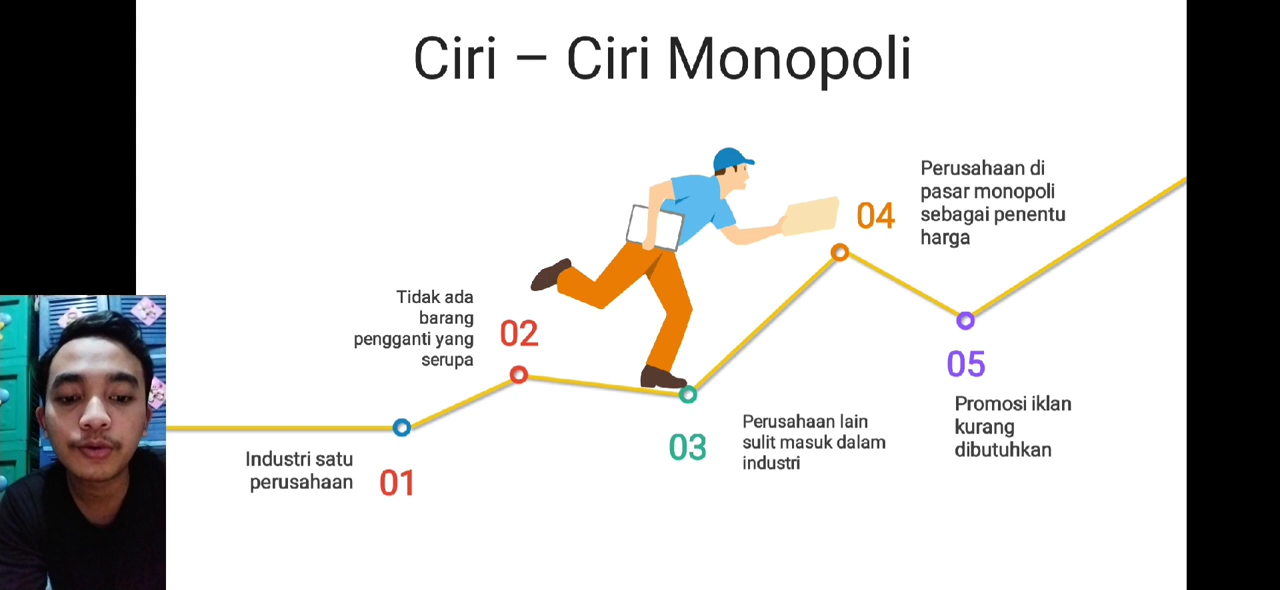 Ciri – Ciri Monopoli
Industri satu
perusahaan
01
Tidak ada
barang
pengganti yang
serupa
02
03
Perusahaan lain
sulit masuk dalam
industri
04
Perusahaan di
pasar monopoli
sebagai penentu
harga
05
Promosi iklan
kurang
dibutuhkan